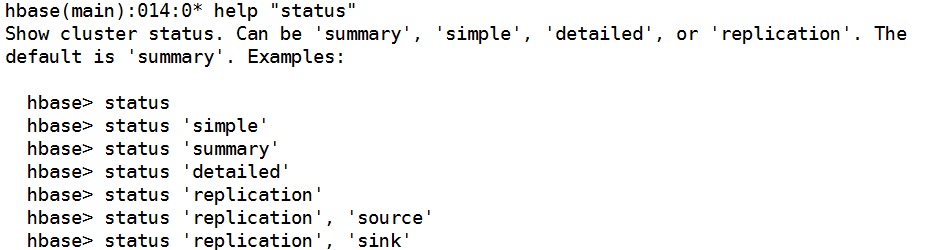 hbase(main):014:0* help "status"
Show cluster status. Can be 'summary', 'simple', 'detailed', or 'replication'. The
default is 'summary'. Examples:
hbase> status
hbase> status 'simple'
hbase> status 'summary'
hbase> status 'detailed'
hbase> status 'replication'
hbase> status 'replication', 'source'
hbase> status 'replication', 'sink'